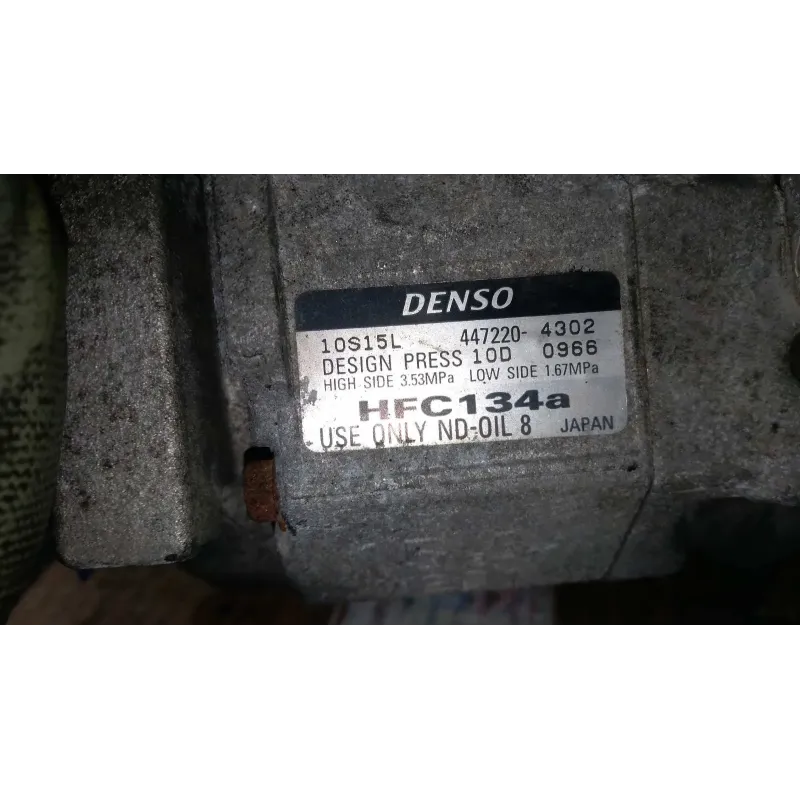 DENSO
10S15L 447220- 4302
DESIGN PRESS 10D 0966
HIGH SIDE 3.53MPa LOW SIDE 1.67MPa
HFC134a
USE ONLY ND-OIL 8 JAPAN